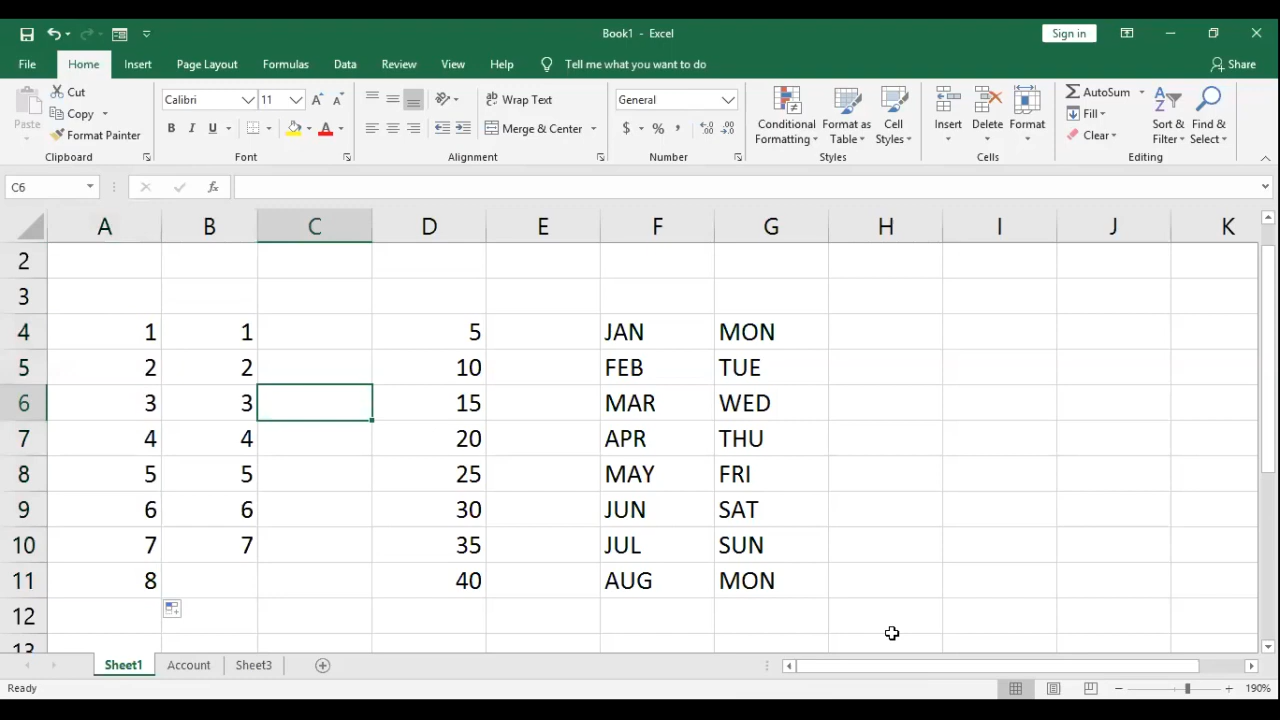 Book1 - Excel
Sign in
File Home Insert Page Layout Formulas Data Review View Help Tell me what you want to do Share
Cut Calibri 11 Wrap Text General AutoSum
Copy Fill
Paste Format Painter B I U A Merge & Center $ % , Conditional Formatting Format as Table Cell Styles Insert Delete Format Clear Sort & Filter Find & Select
Clipboard Font Alignment Number Styles Cells Editing
C6 fx
A B C D E F G H I J K
2
3
4 1 1 5 JAN MON
5 2 2 10 FEB TUE
6 3 3 15 MAR WED
7 4 4 20 APR THU
8 5 5 25 MAY FRI
9 6 6 30 JUN SAT
10 7 7 35 JUL SUN
11 8 40 AUG MON
12
13
Sheet1 Account Sheet3
Ready 190%